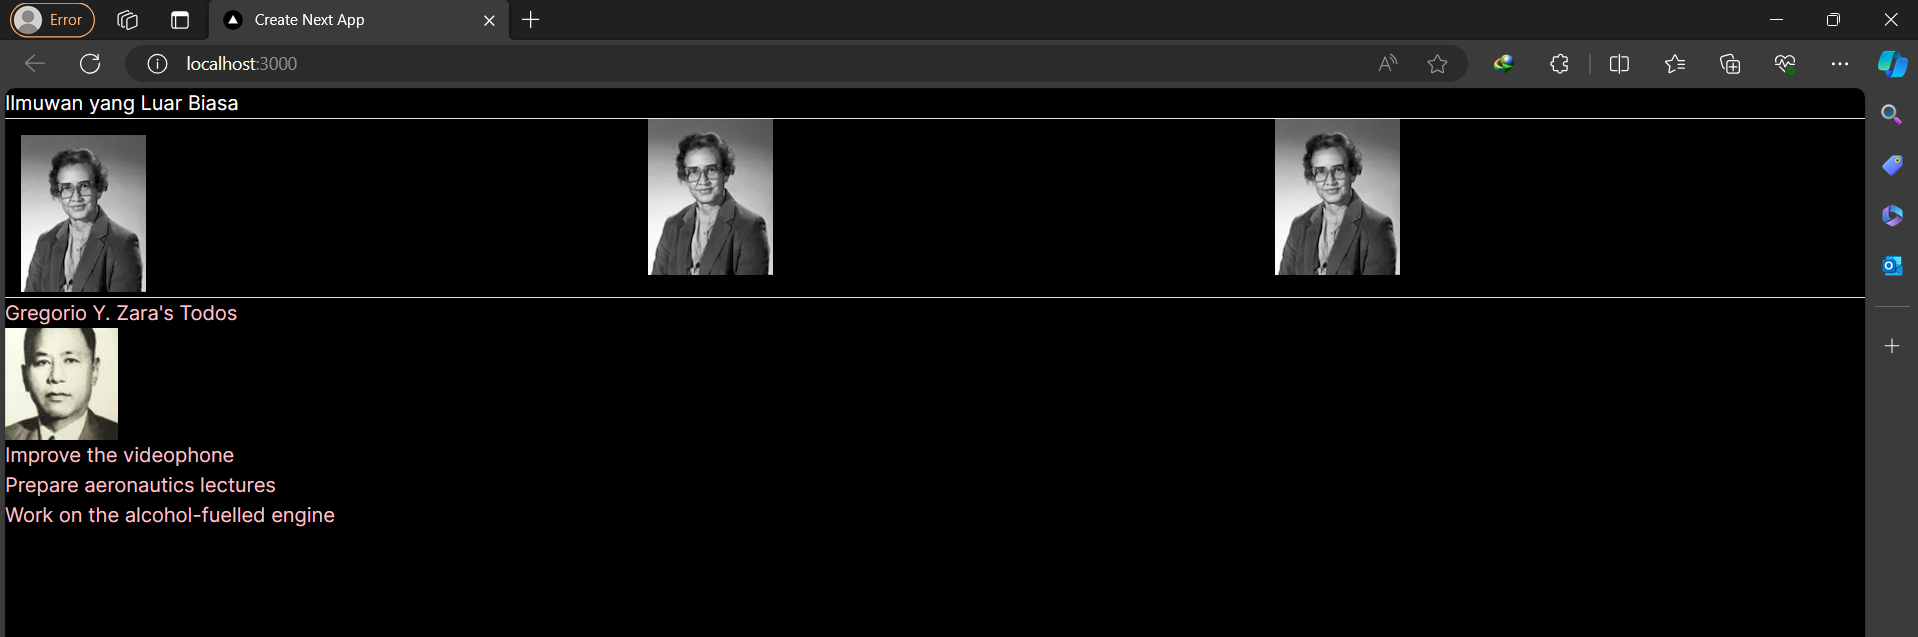 Error
Create Next App
localhost:3000
Ilmuwan yang Luar Biasa
Gregorio Y. Zara's Todos
Improve the videophone
Prepare aeronautics lectures
Work on the alcohol-fuelled engine